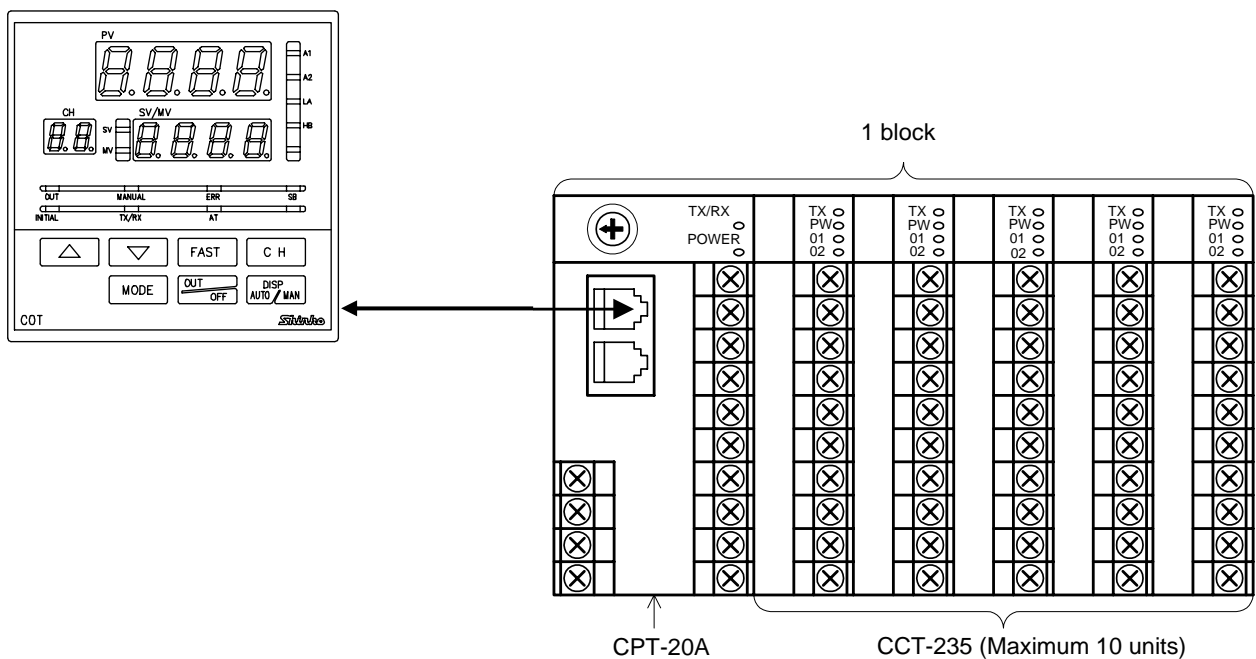 PV
A1
A2
LA
HB
CH
SV/MV
SV
MV
OUT MANUAL ERR SB
INITIAL TX/RX AT
FAST
C H
MODE
OUT
OFF
DISP
AUTO/MAN
COT
Shinko
1 block
TX/RX
POWER
TX
PW
01
02
TX
PW
01
02
TX
PW
01
02
TX
PW
01
02
TX
PW
01
02
CPT-20A
CCT-235 (Maximum 10 units)